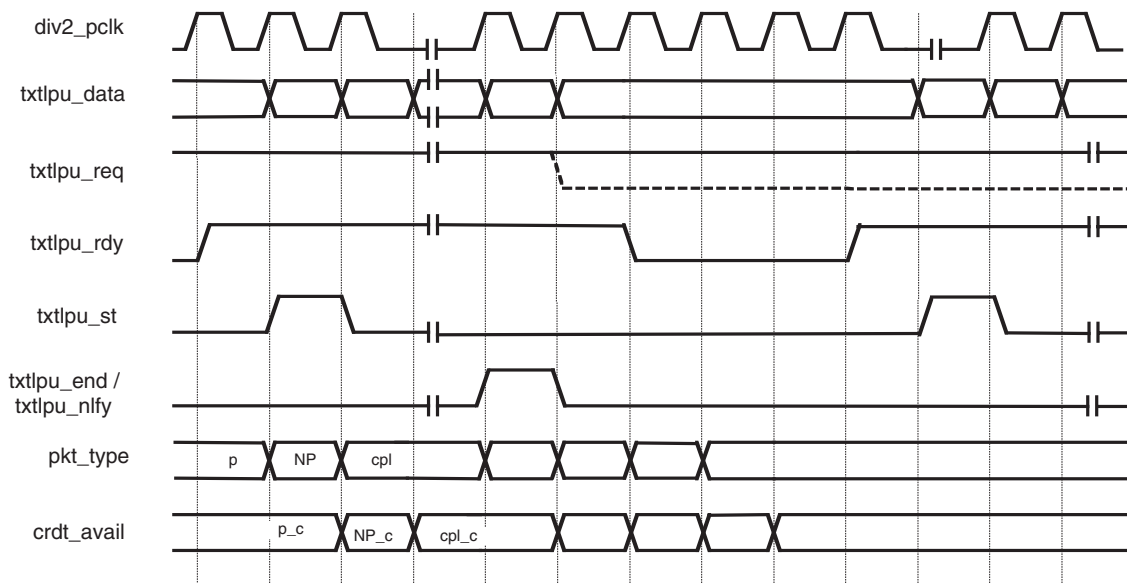 div2_pclk
txtlpu_data
txtlpu_req
txtlpu_rdy
txtlpu_st
txtlpu_end /
txtlpu_nlfy
pkt_type
p
NP
cpl
crdt_avail
p_c
NP_c
cpl_c